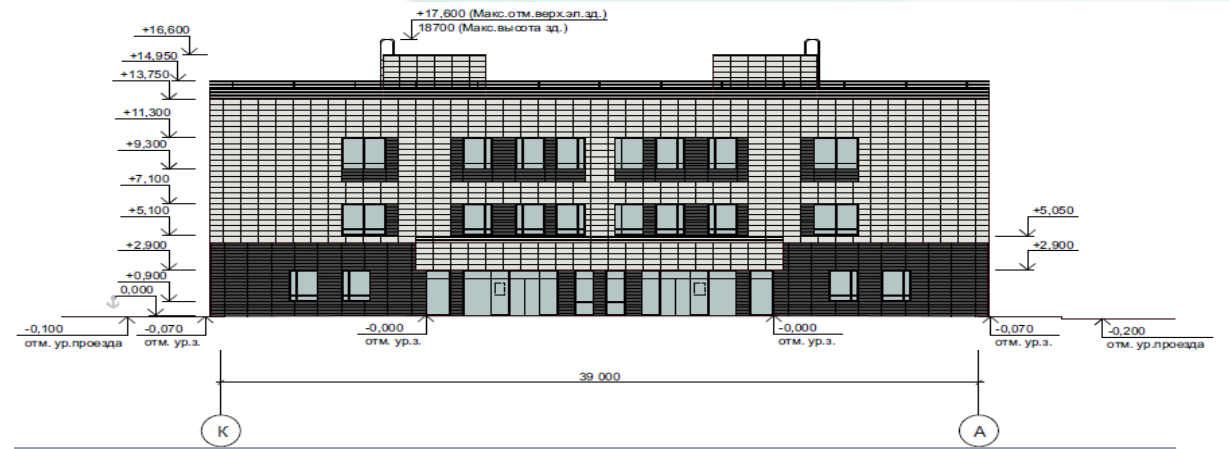 +17,600 (Макс.отм.верх.эл.зд.)
18700 (Макс.высота зд.)
+16,600
+14,950
+13,750
+11,300
+9,300
+7,100
+5,100
+5,050
+2,900
+2,900
+0,900
0,000
-0,100
отм. ур.проезда
-0,070
отм. ур.з.
-0,000
отм. ур.з.
-0,000
отм. ур.з.
-0,070
отм. ур.з.
-0,200
отм. ур.проезда
39 000
К
А